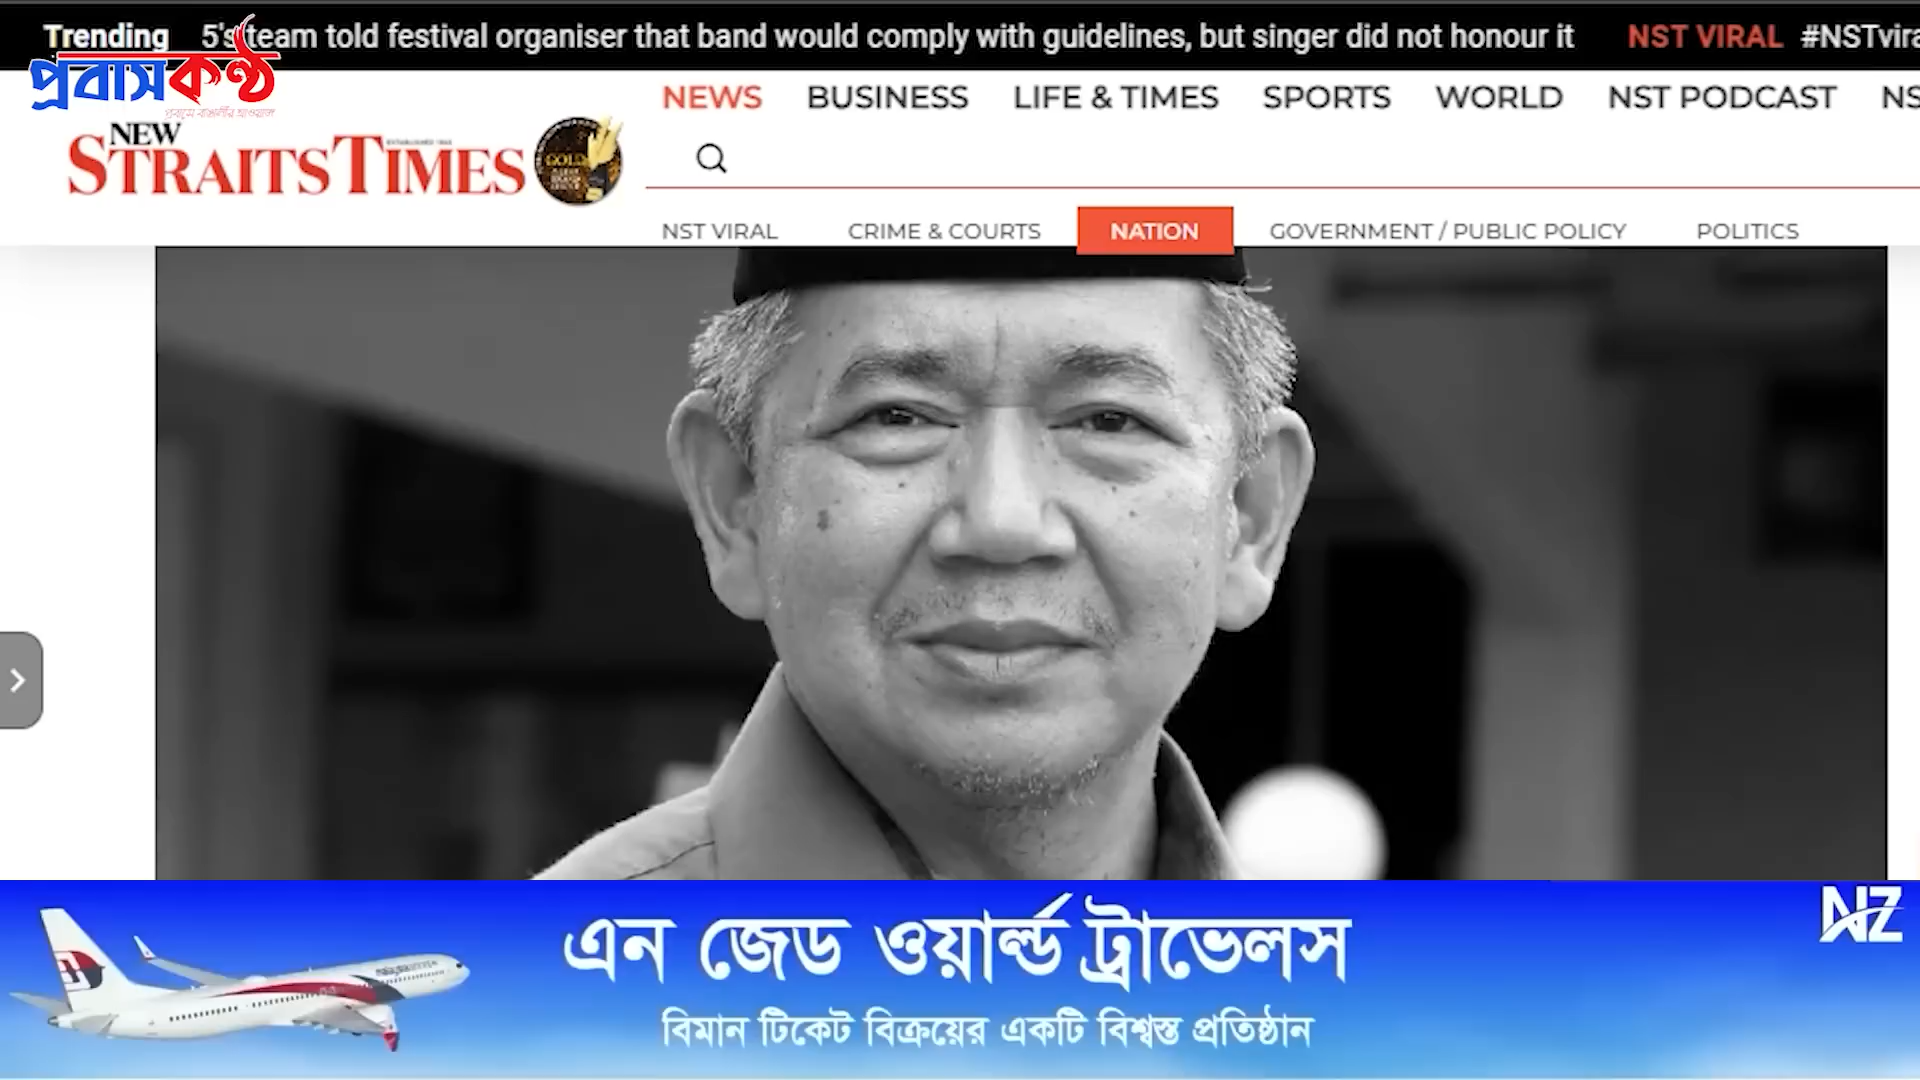 Trending 5's team told festival organiser that band would comply with guidelines, but singer did not honour it NST VIRAL #NSTvira
প্রবাসকণ্ঠ
NEWS BUSINESS LIFE & TIMES SPORTS WORLD NST PODCAST NS
NEW
STRAITS TIMES
GOLD
NST VIRAL CRIME & COURTS NATION GOVERNMENT / PUBLIC POLICY POLITICS
এন জেড ওয়ার্ল্ড ট্রাভেলস
NZ
বিমান টিকেট বিক্রয়ের একটি বিশ্বস্ত প্রতিষ্ঠান